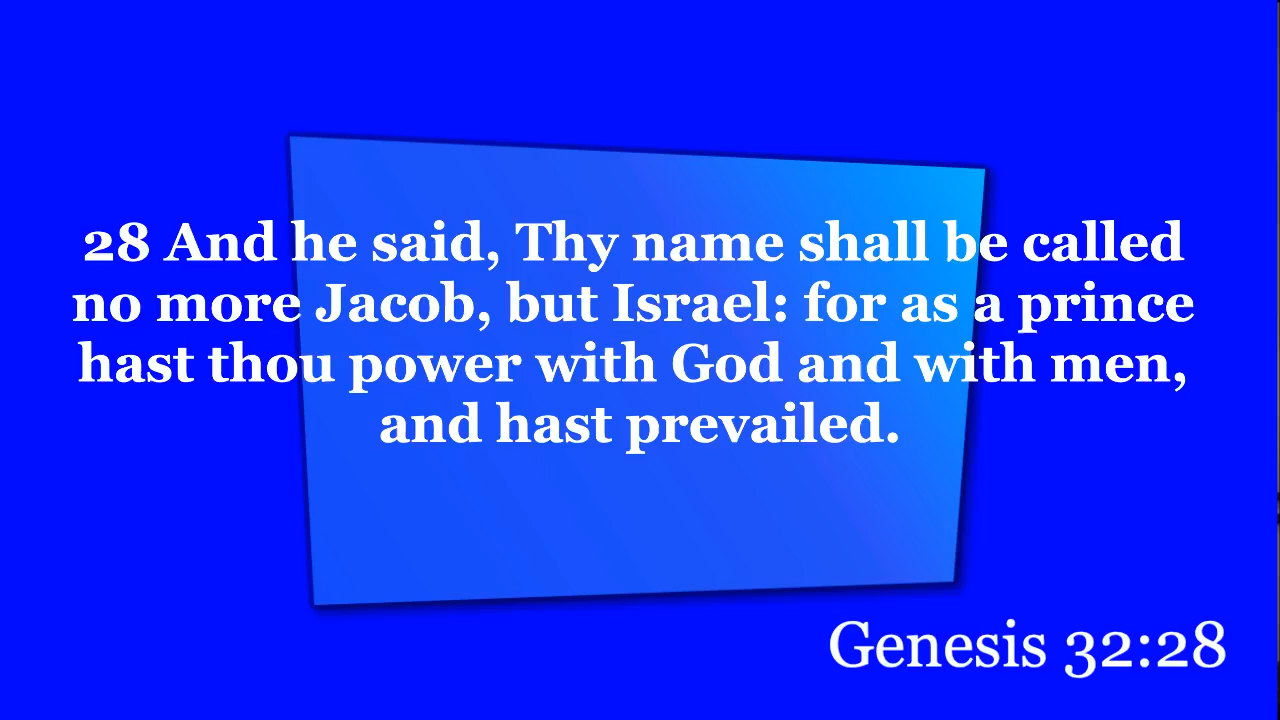 28 And he said, Thy name shall be called
no more Jacob, but Israel: for as a prince
hast thou power with God and with men,
and hast prevailed.
Genesis 32:28